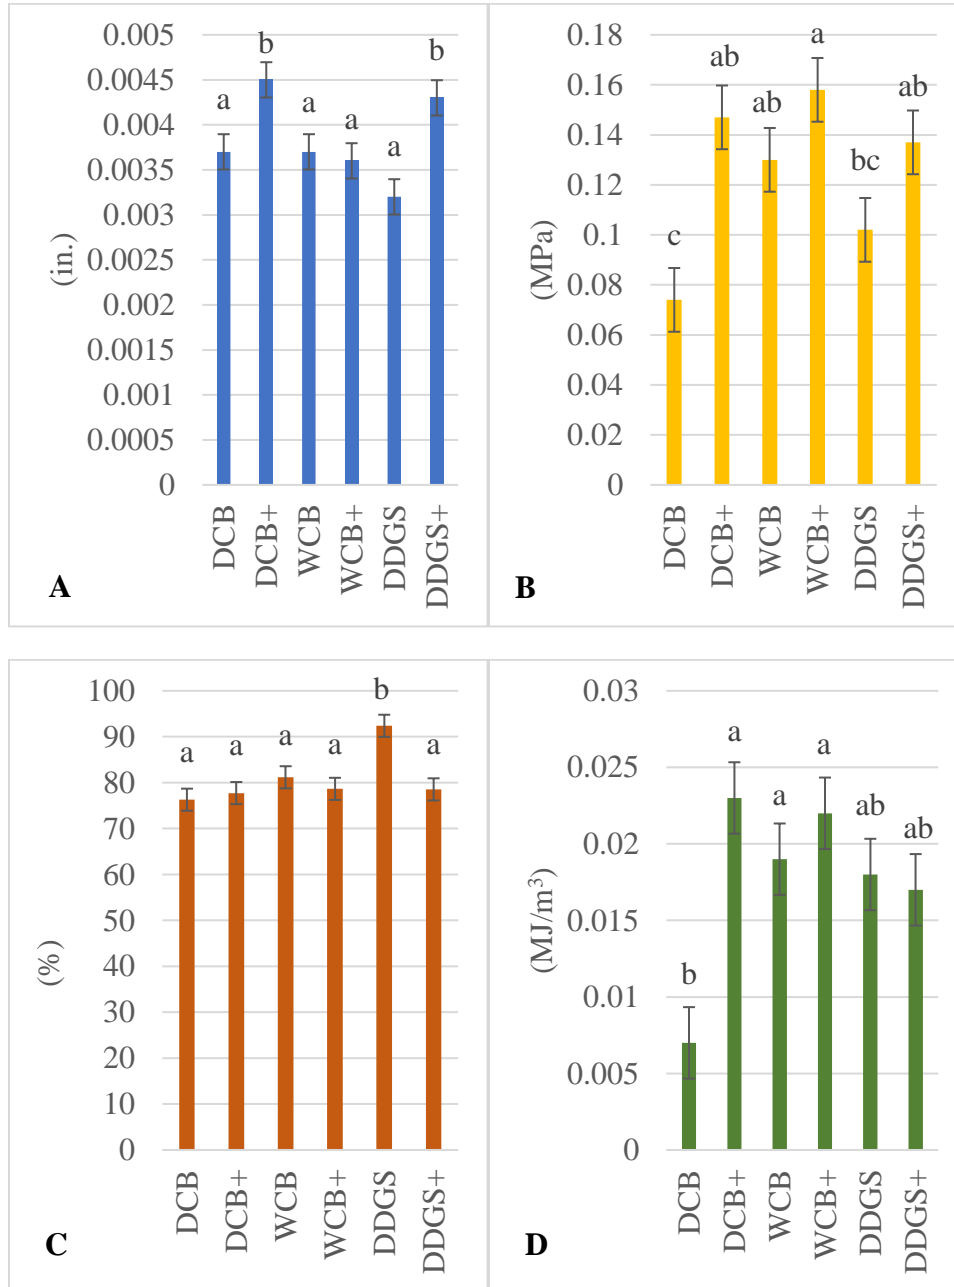 0.005
0.0045
0.004
0.0035
0.003
0.0025
0.002
0.0015
0.001
0.0005
0
(in.)
a
b
a
a
a
b
DCB
DCB+
WCB
WCB+
DDGS
DDGS+
A
0.18
0.16
0.14
0.12
0.1
0.08
0.06
0.04
0.02
0
(MPa)
c
ab
ab
a
bc
ab
DCB
DCB+
WCB
WCB+
DDGS
DDGS+
B
100
90
80
70
60
50
40
30
20
10
0
(%)
a
a
a
a
b
a
DCB
DCB+
WCB
WCB+
DDGS
DDGS+
C
0.03
0.025
0.02
0.015
0.01
0.005
0
(MJ/m³)
b
a
a
a
ab
ab
DCB
DCB+
WCB
WCB+
DDGS
DDGS+
D